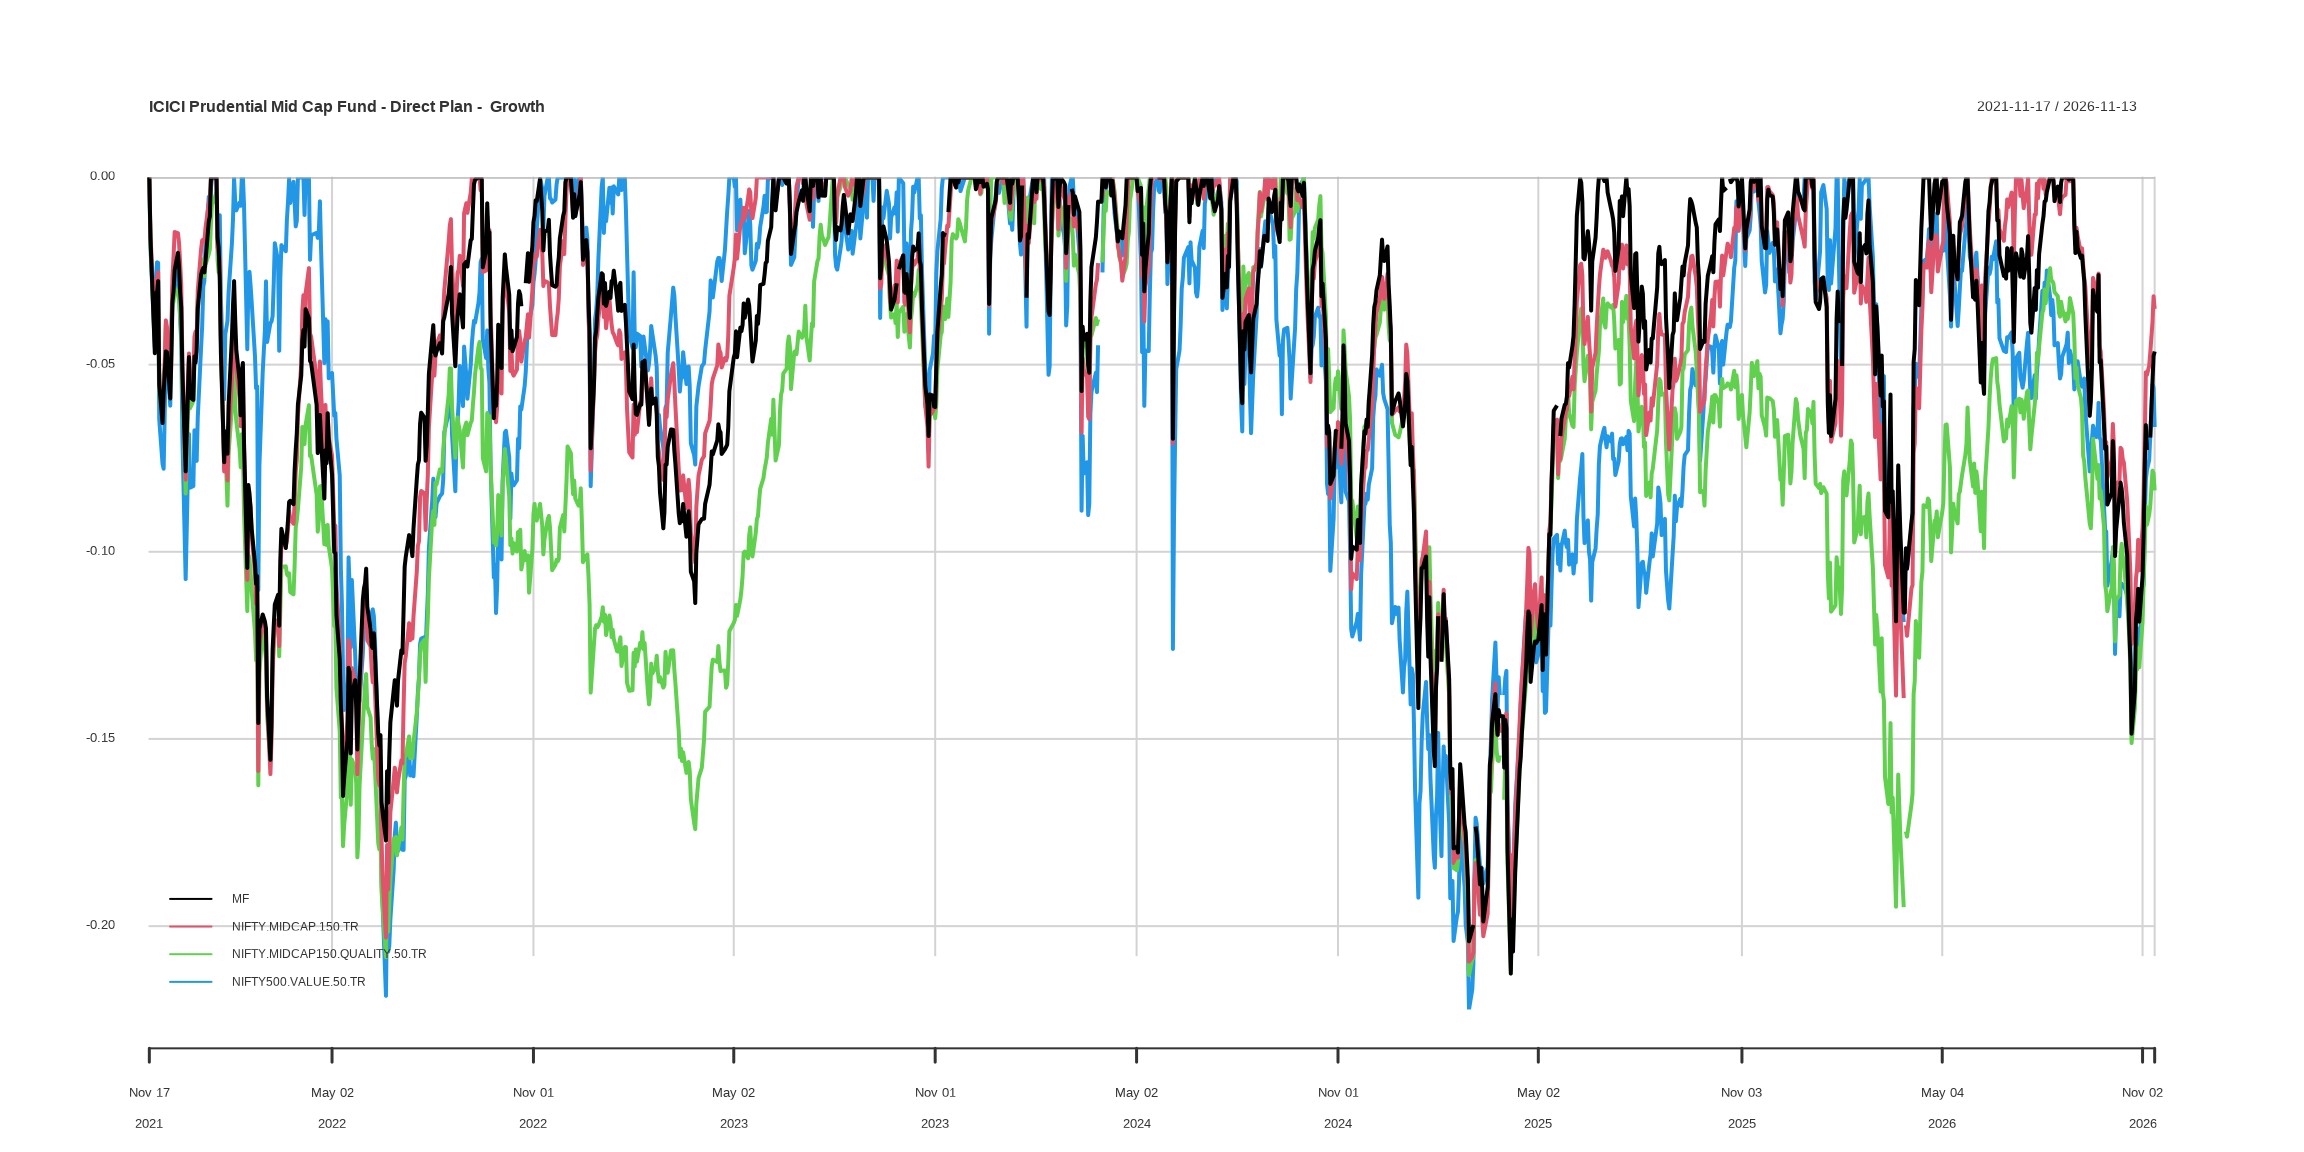 ICICI Prudential Mid Cap Fund - Direct Plan -  Growth
2021-11-17 / 2026-11-13
0.00
-0.05
-0.10
-0.15
-0.20
MF
NIFTY.MIDCAP.150.TR
NIFTY.MIDCAP150.QUALITY.50.TR
NIFTY500.VALUE.50.TR
Nov 17 May 02 Nov 01 May 02 Nov 01 May 02 Nov 01 May 02 Nov 03 May 04 Nov 02
2021 2022 2022 2023 2023 2024 2024 2025 2025 2026 2026